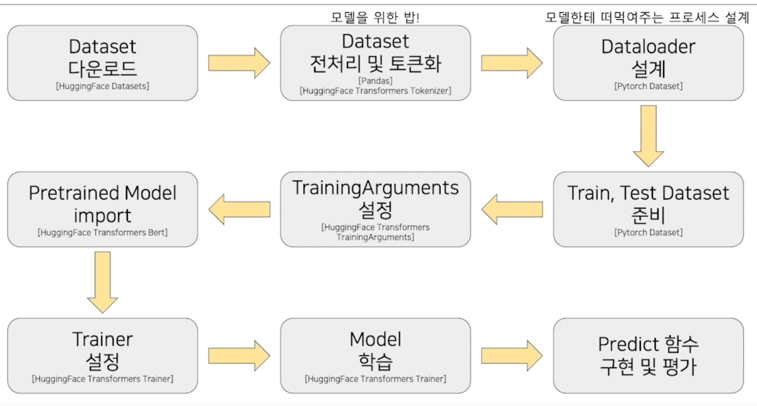 모델을 위한 밥!
모델한테 떠먹여주는 프로세스 설계
Dataset
다운로드
[HuggingFace Datasets]
Dataset
전처리 및 토큰화
[Pandas]
[HuggingFace Transformers Tokenizer]
Dataloader
설계
[Pytorch Dataset]
Train, Test Dataset
준비
[Pytorch Dataset]
TrainingArguments
설정
[HuggingFace Transformers
TrainingArguments]
Pretrained Model
import
[HuggingFace Transformers Bert]
Trainer
설정
[HuggingFace Transformers Trainer]
Model
학습
[HuggingFace Transformers Trainer]
Predict 함수
구현 및 평가